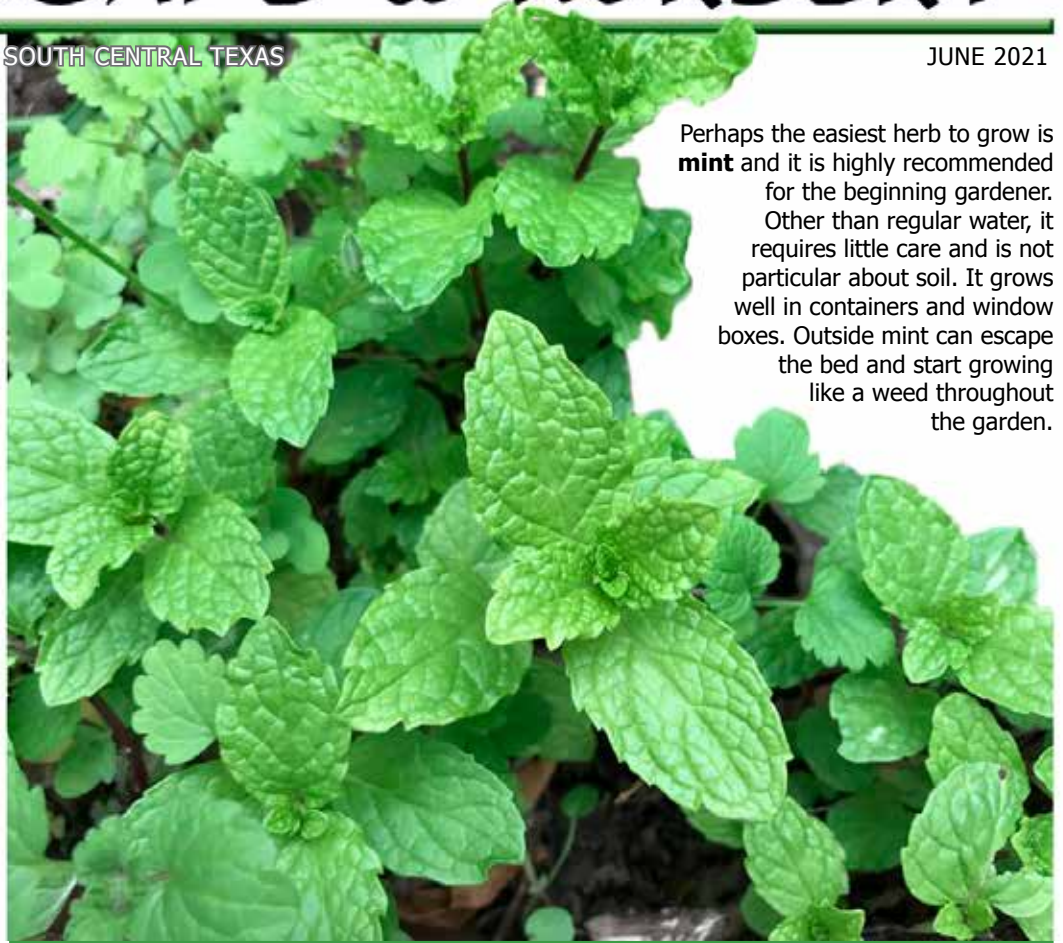 SOUTH CENTRAL TEXAS
JUNE 2021
Perhaps the easiest herb to grow is
mint and it is highly recommended
for the beginning gardener.
Other than regular water, it
requires little care and is not
particular about soil. It grows
well in containers and window
boxes. Outside mint can escape
the bed and start growing
like a weed throughout
the garden.